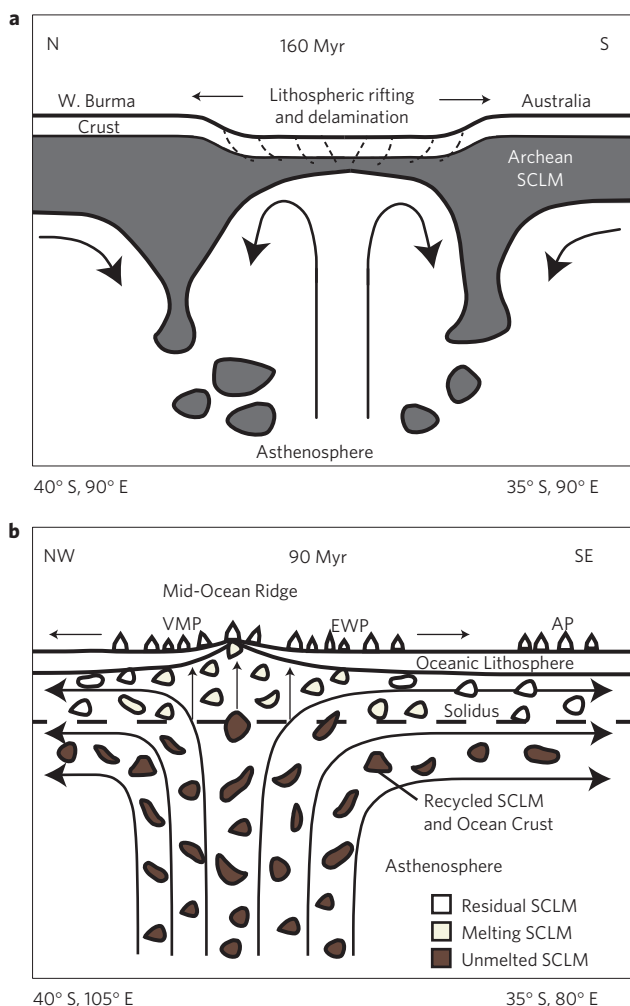 a
N 160 Myr S
W. Burma Lithospheric rifting Australia
and delamination
Crust
Archean
SCLM
Asthenosphere
40° S, 90° E 35° S, 90° E
b
NW 90 Myr SE
Mid-Ocean Ridge
VMP EWP AP
Oceanic Lithosphere
Solidus
Recycled SCLM
and Ocean Crust
Asthenosphere
Residual SCLM
Melting SCLM
Unmelted SCLM
40° S, 105° E 35° S, 80° E